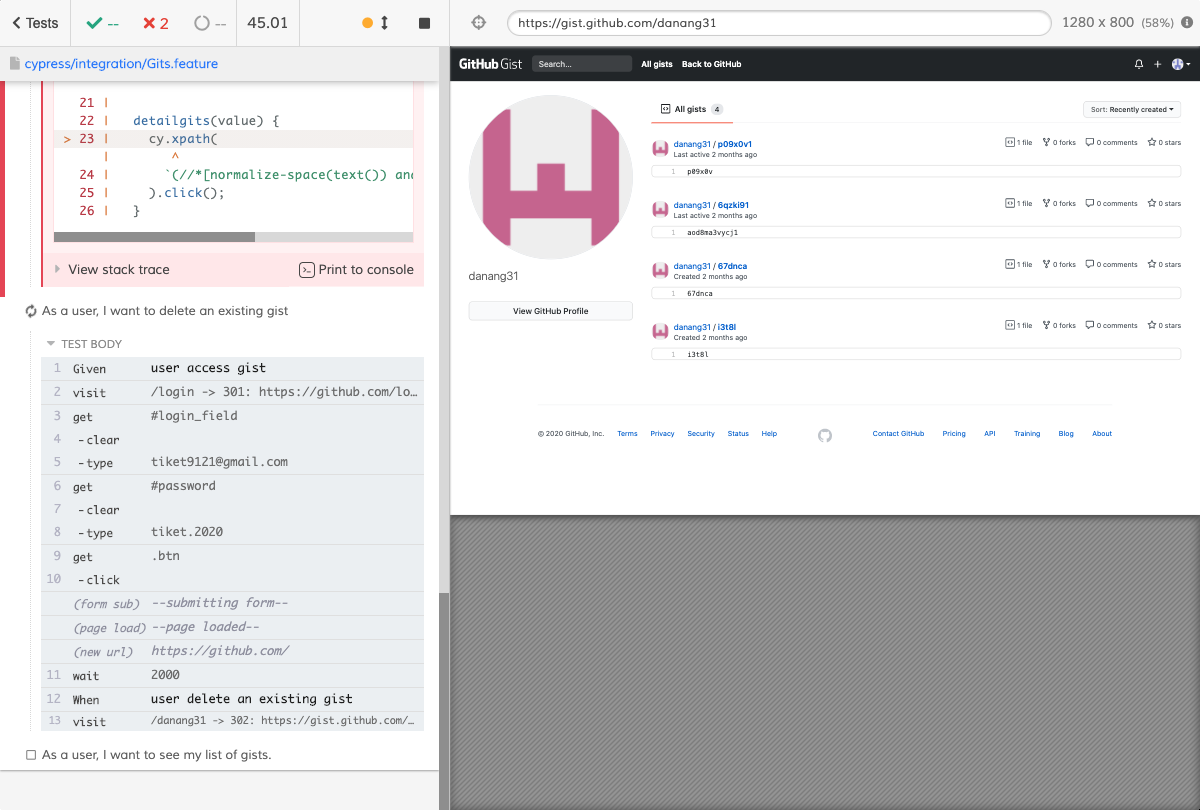 Tests
--
2
--
45.01
https://gist.github.com/danang31
1280 x 800 (58%)
cypress/integration/Gits.feature
21 |
22 | detailgits(value) {
> 23 | cy.xpath(
| ^
24 | `(//*[normalize-space(text()) and
25 | ).click();
26 | }
View stack trace
Print to console
As a user, I want to delete an existing gist
TEST BODY
1 Given user access gist
2 visit /login -> 301: https://github.com/lo…
3 get #login_field
4 -clear
5 -type tiket9121@gmail.com
6 get #password
7 -clear
8 -type tiket.2020
9 get .btn
10 -click
(form sub) --submitting form--
(page load) --page loaded--
(new url) https://github.com/
11 wait 2000
12 When user delete an existing gist
13 visit /danang31 -> 302: https://gist.github.com/…
As a user, I want to see my list of gists.
GitHub Gist
Search...
All gists
Back to GitHub
danang31
View GitHub Profile
All gists 4
Sort: Recently created
danang31 / p09x0v1
Last active 2 months ago
1 file 0 forks 0 comments 0 stars
1 p09x0v
danang31 / 6qzki91
Last active 2 months ago
1 file 0 forks 0 comments 0 stars
1 aod8ma3vycj1
danang31 / 67dnca
Created 2 months ago
1 file 0 forks 0 comments 0 stars
1 67dnca
danang31 / i3t8l
Created 2 months ago
1 file 0 forks 0 comments 0 stars
1 i3t8l
© 2020 GitHub, Inc. Terms Privacy Security Status Help Contact GitHub Pricing API Training Blog About